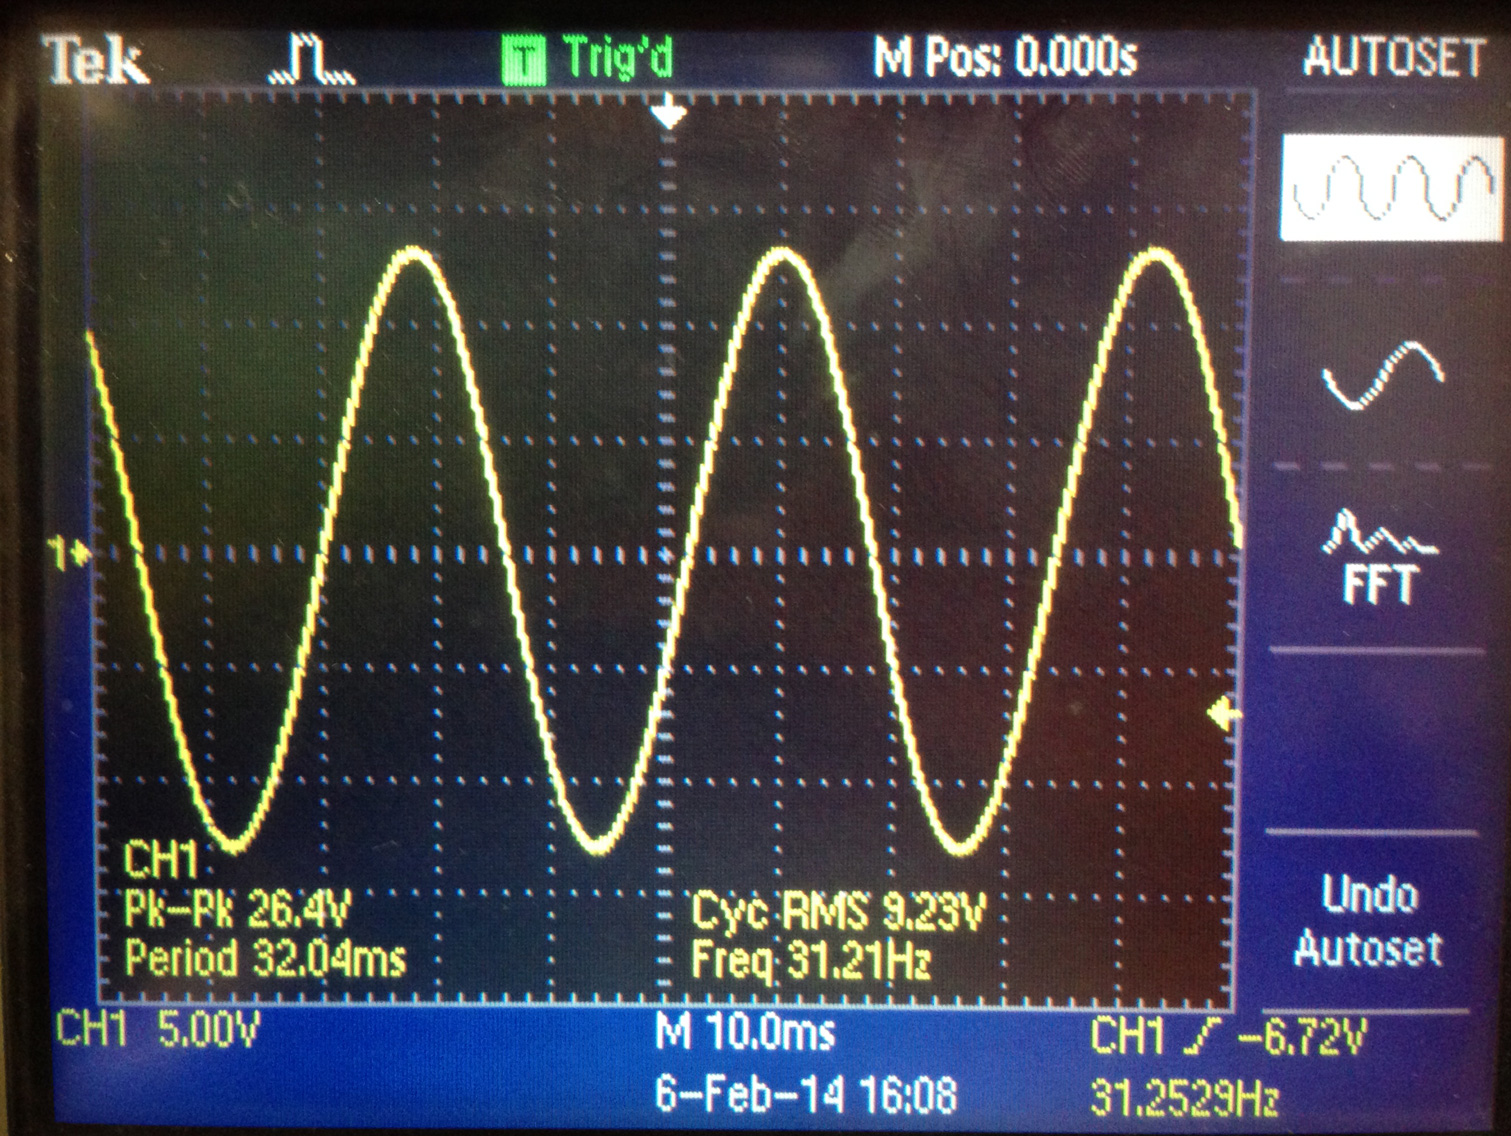 Tek T Trig'd M Pos: 0.000s AUTOSET
1
FFT
CH1
Pk-Pk 26.4V Cyc RMS 9.23V
Period 32.04ms Freq 31.21Hz
Undo
Autoset
CH1 5.00V M 10.0ms CH1 -6.72V
6-Feb-14 16:08 31.2529Hz